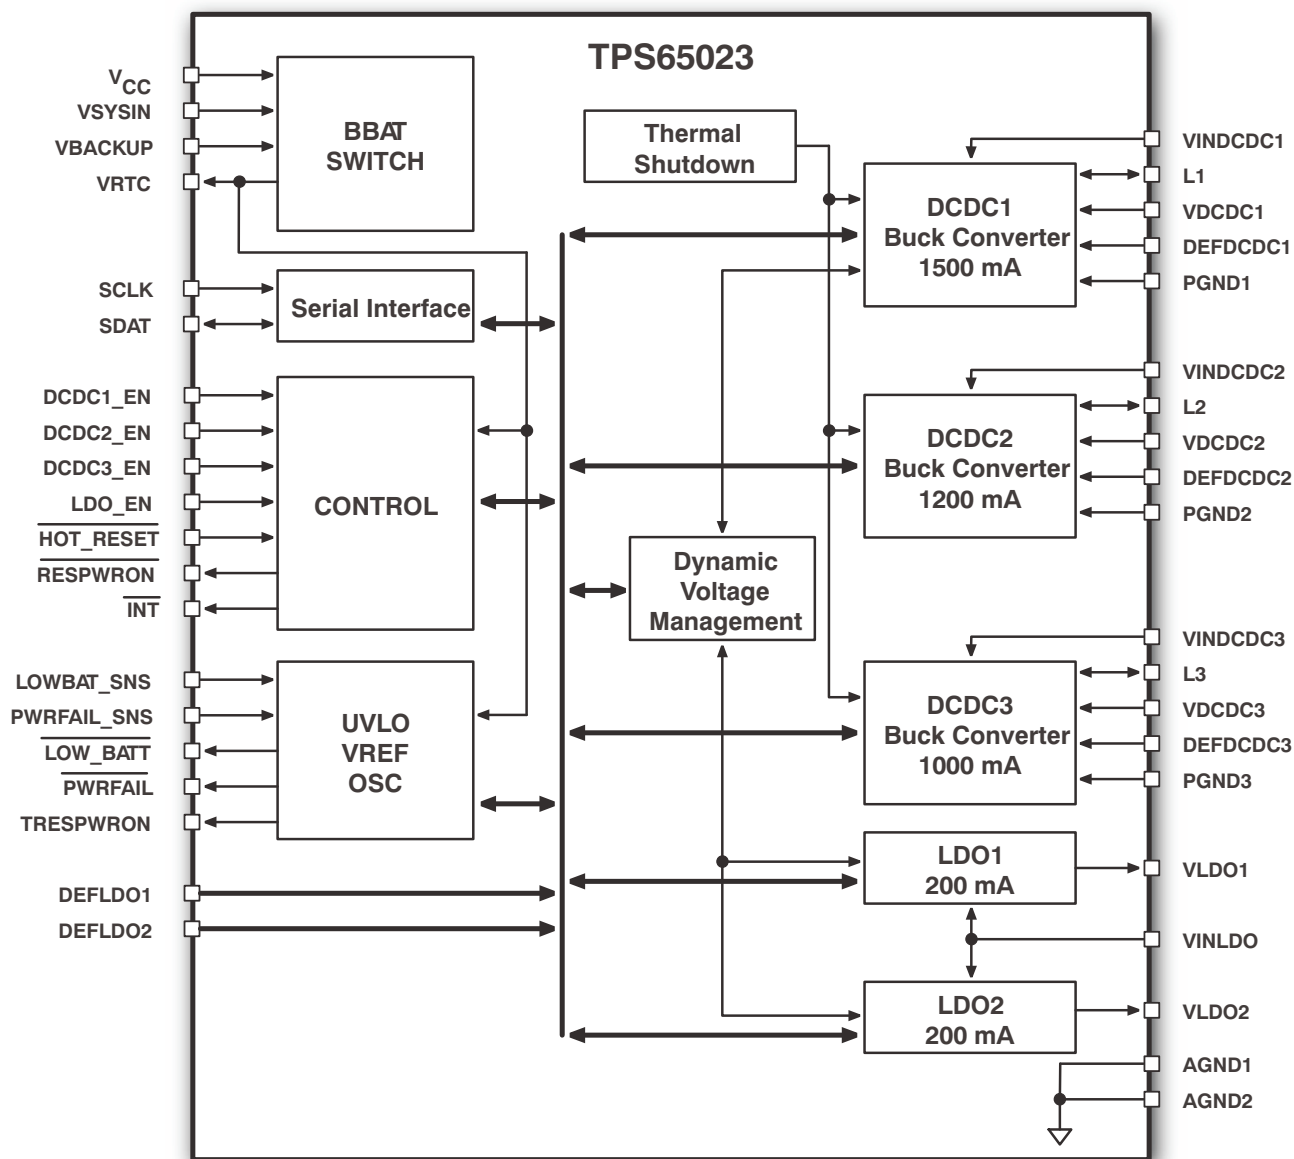 TPS65023
VCC
VSYSIN
VBACKUP
VRTC
BBAT
SWITCH
SCLK
SDAT
Serial Interface
DCDC1_EN
DCDC2_EN
DCDC3_EN
LDO_EN
HOT_RESET
RESPWRON
INT
CONTROL
LOWBAT_SNS
PWRFAIL_SNS
LOW_BATT
PWRFAIL
TRESPWRON
UVLO
VREF
OSC
DEFLDO1
DEFLDO2
Thermal
Shutdown
Dynamic
Voltage
Management
DCDC1
Buck Converter
1500 mA
VINDCDC1
L1
VDCDC1
DEFDCDC1
PGND1
DCDC2
Buck Converter
1200 mA
VINDCDC2
L2
VDCDC2
DEFDCDC2
PGND2
DCDC3
Buck Converter
1000 mA
VINDCDC3
L3
VDCDC3
DEFDCDC3
PGND3
LDO1
200 mA
VLDO1
VINLDO
LDO2
200 mA
VLDO2
AGND1
AGND2